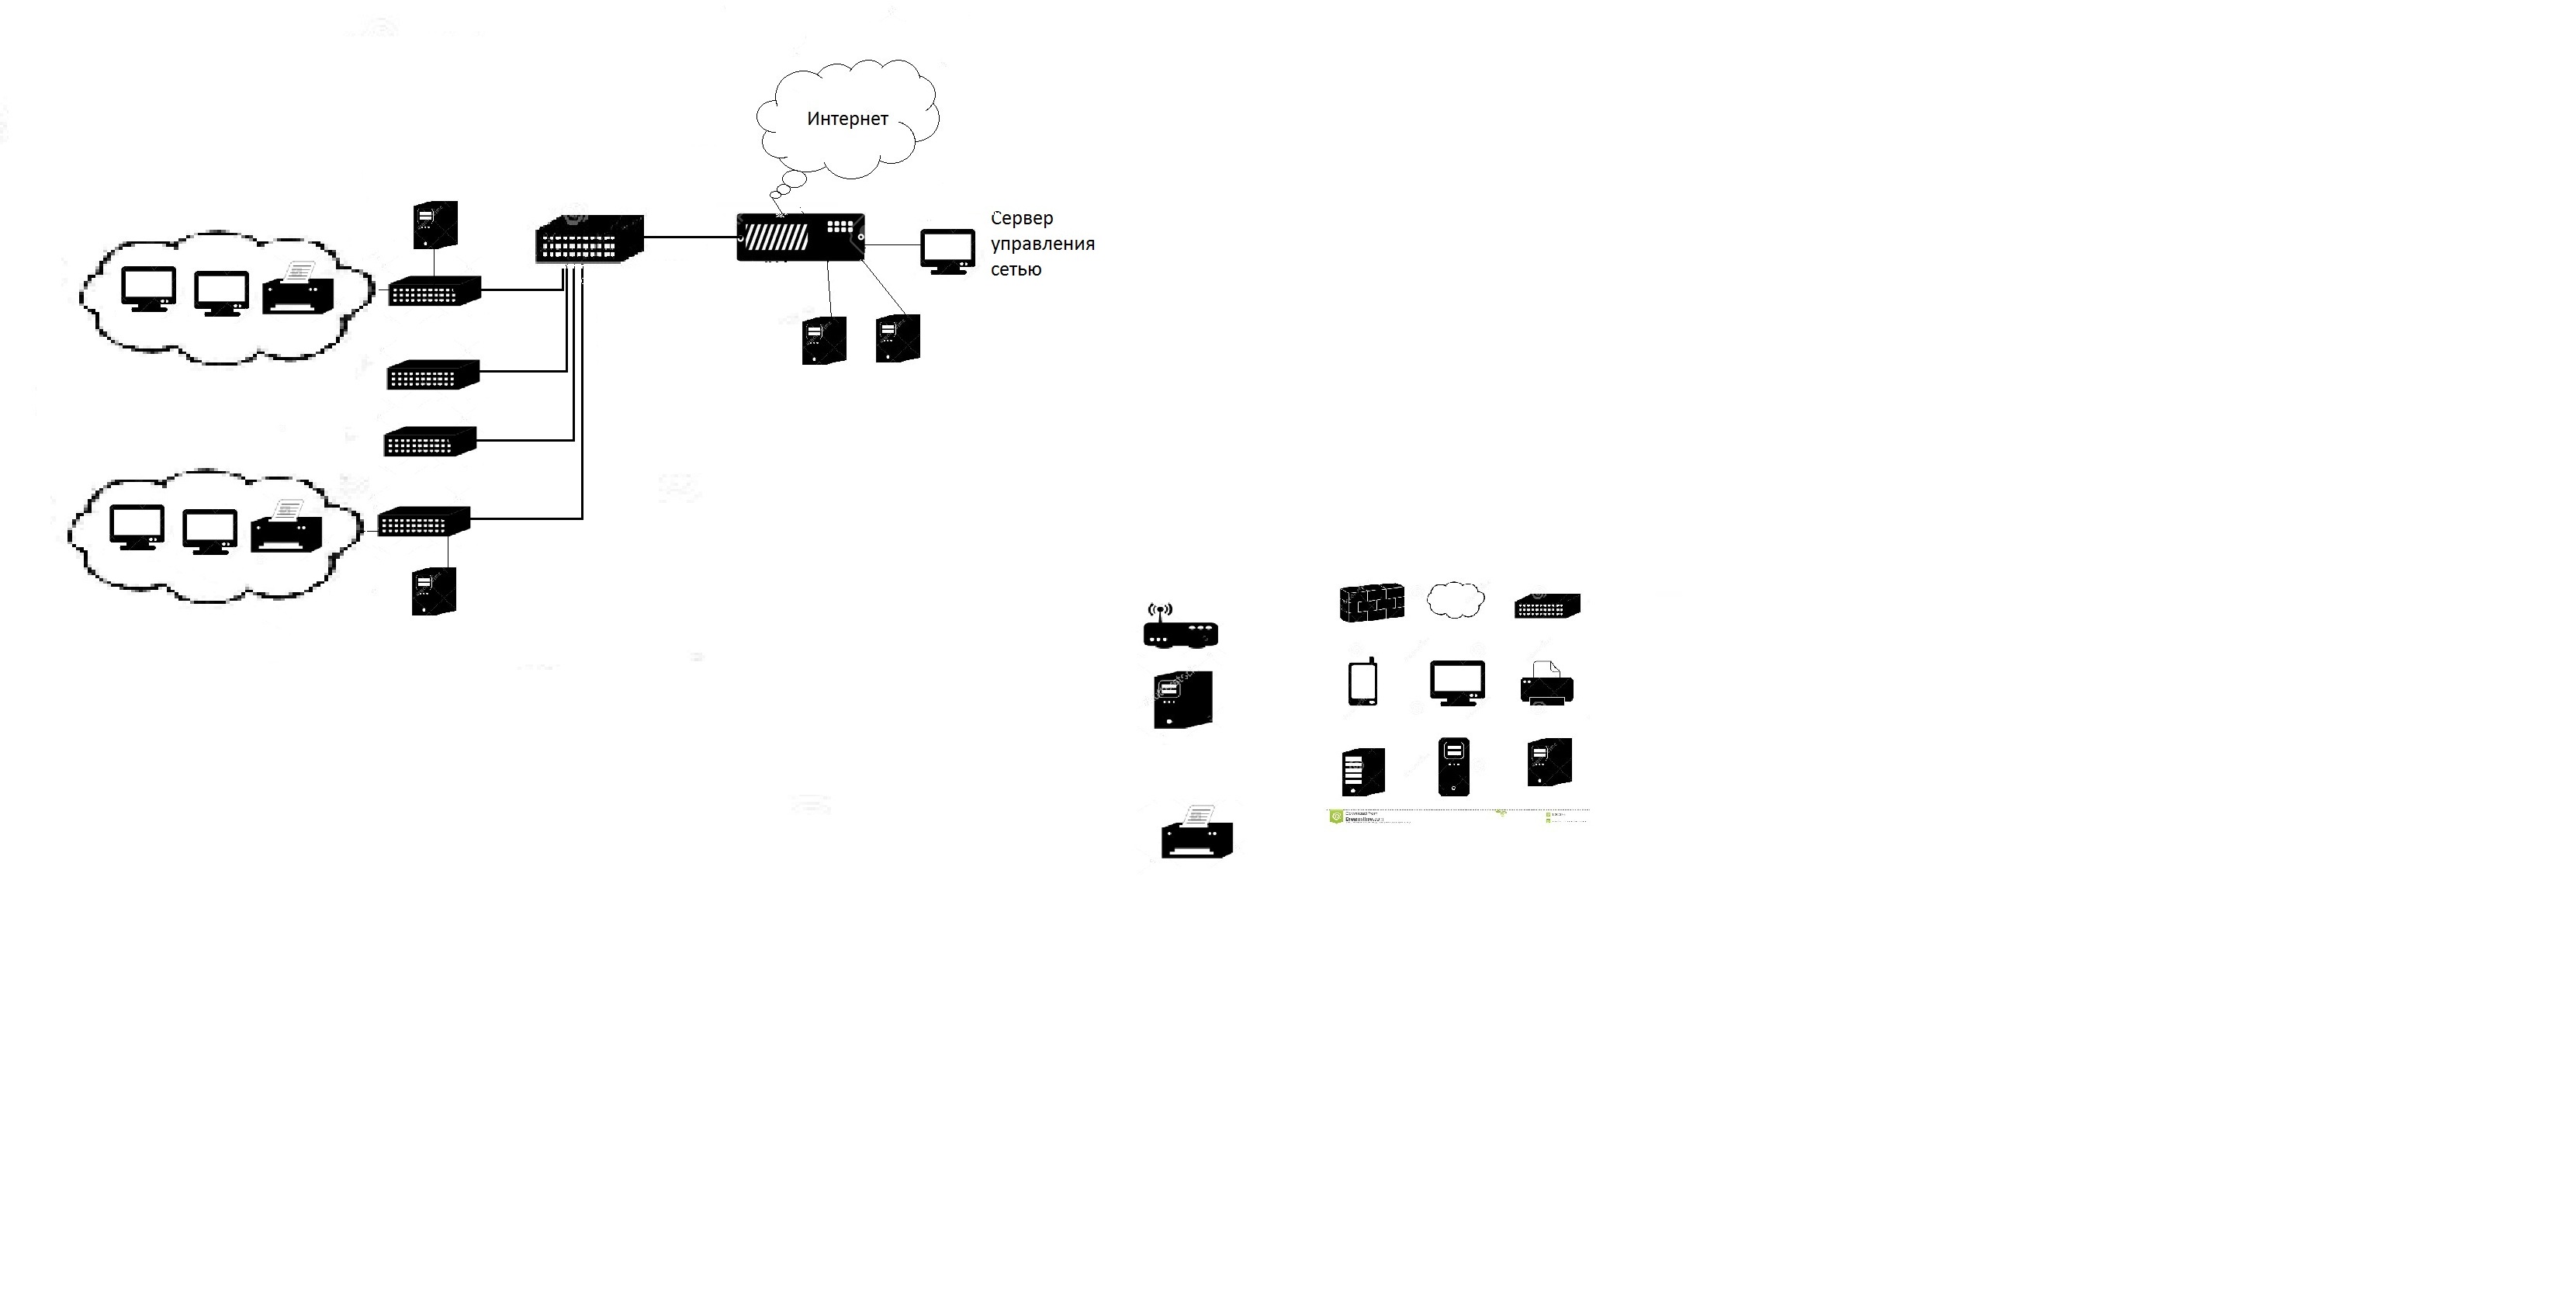 Интернет
Сервер
управления
сетью